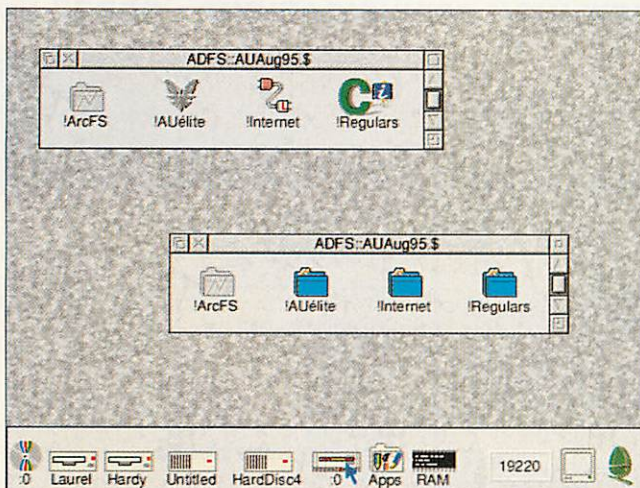 ADFS::AUAug95.$
!ArcFS !AUélite !Internet !Regulars
ADFS::AUAug95.$
!ArcFS !AUélite !Internet !Regulars
:0 Laurel Hardy Untitled HardDisc4 :0 Apps RAM 19220